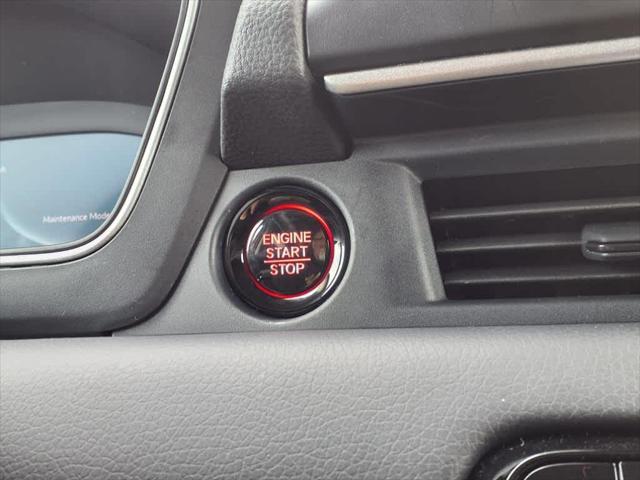 Maintenance Mode
ENGINE
START
STOP